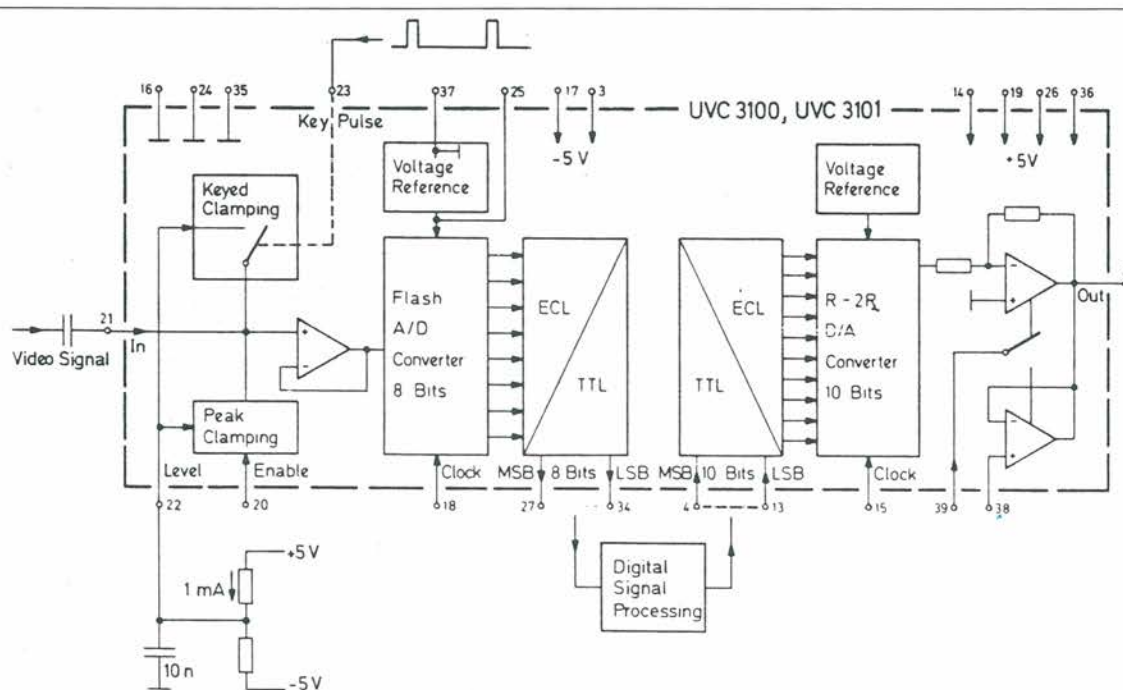 16
24
35
23
37
25
17
3
14
19
26
36
UVC 3100, UVC 3101
Key Pulse
-5 V
+5V
Keyed
Clamping
Voltage
Reference
Voltage
Reference
21
In
Video Signal
Flash
A/D
Converter
8 Bits
ECL
TTL
ECL
TTL
R-2R
D/A
Converter
10 Bits
-
+
Out
+
-
-
+
Peak
Clamping
Level
Enable
Clock
MSB 8 Bits LSB
MSB 10 Bits LSB
Clock
22
20
18
27
34
4
13
15
39
38
+5V
1 mA
Digital
Signal
Processing
10 n
-5V